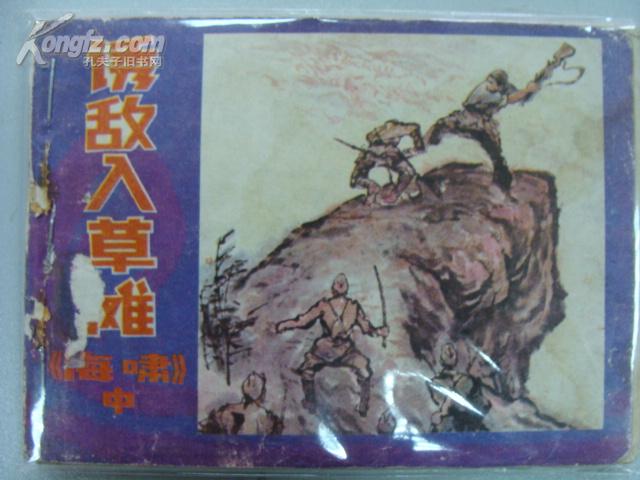 Kongfz.com
孔夫子旧书网
诱敌入草滩
《海啸》
中